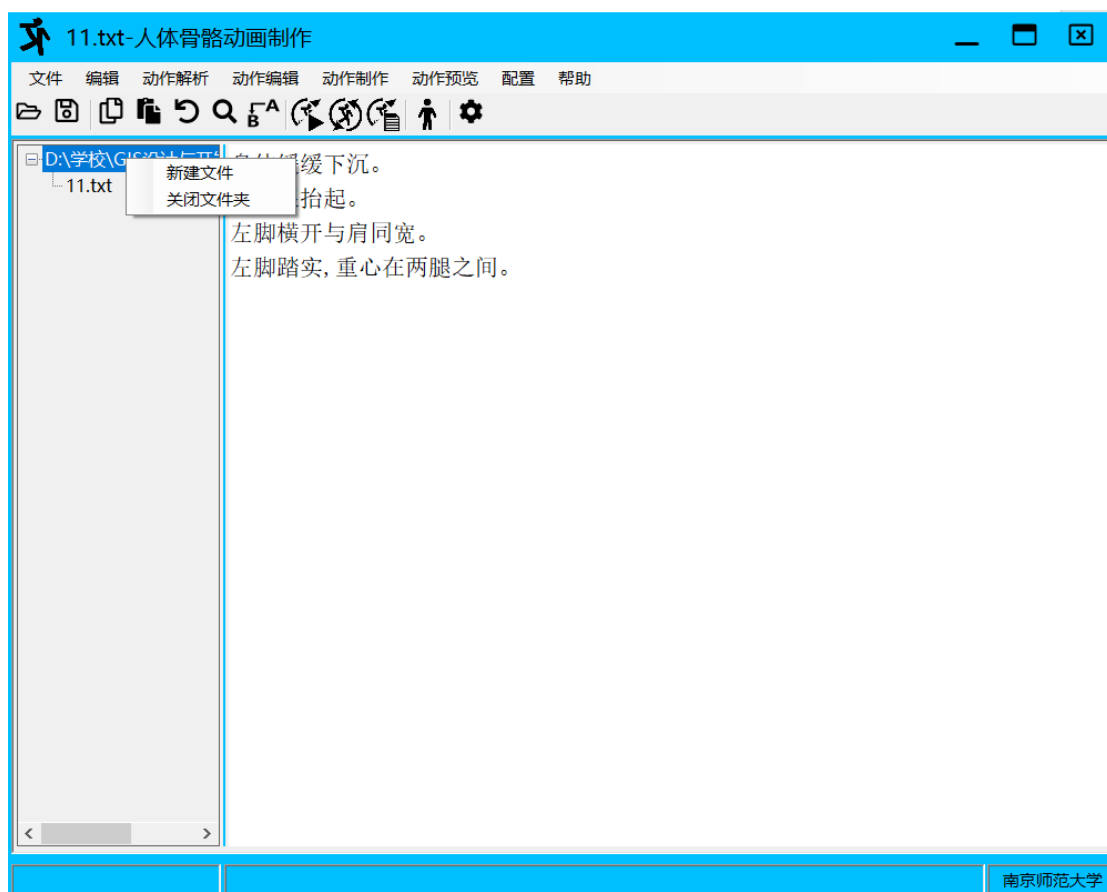 11.txt-人体骨骼动画制作
文件 编辑 动作解析 动作编辑 动作制作 动作预览 配置 帮助
D:\学校\G
11.txt
新建文件
关闭文件夹
缓下沉。
抬起。
左脚横开与肩同宽。
左脚踏实,重心在两腿之间。
南京师范大学